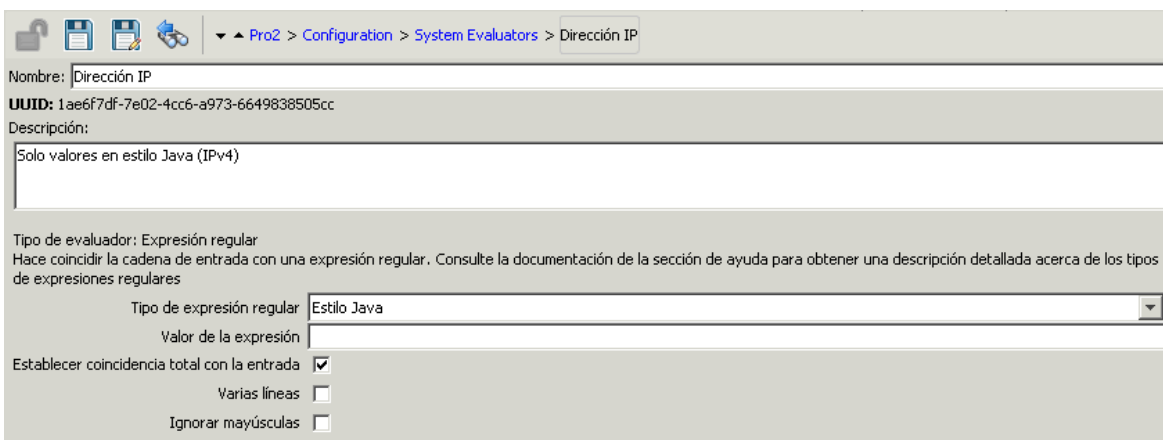 Pro2 > Configuration > System Evaluators > Dirección IP
Nombre: Dirección IP
UUID: 1ae6f7df-7e02-4cc6-a973-6649838505cc
Descripción:
Solo valores en estilo Java (IPv4)
Tipo de evaluador: Expresión regular
Hace coincidir la cadena de entrada con una expresión regular. Consulte la documentación de la sección de ayuda para obtener una descripción detallada acerca de los tipos
de expresiones regulares
Tipo de expresión regular Estilo Java
Valor de la expresión
Establecer coincidencia total con la entrada
Varias líneas
Ignorar mayúsculas